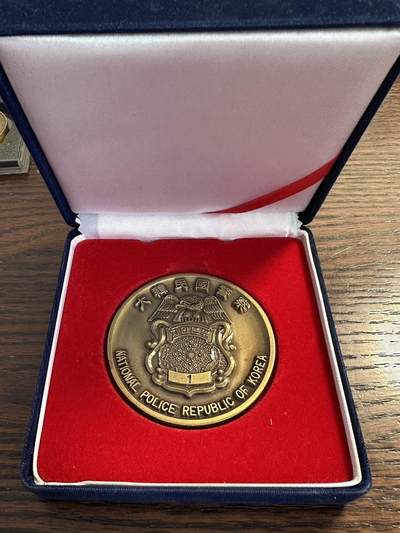 大韓民國警察
1
NATIONAL POLICE REPUBLIC OF KOREA